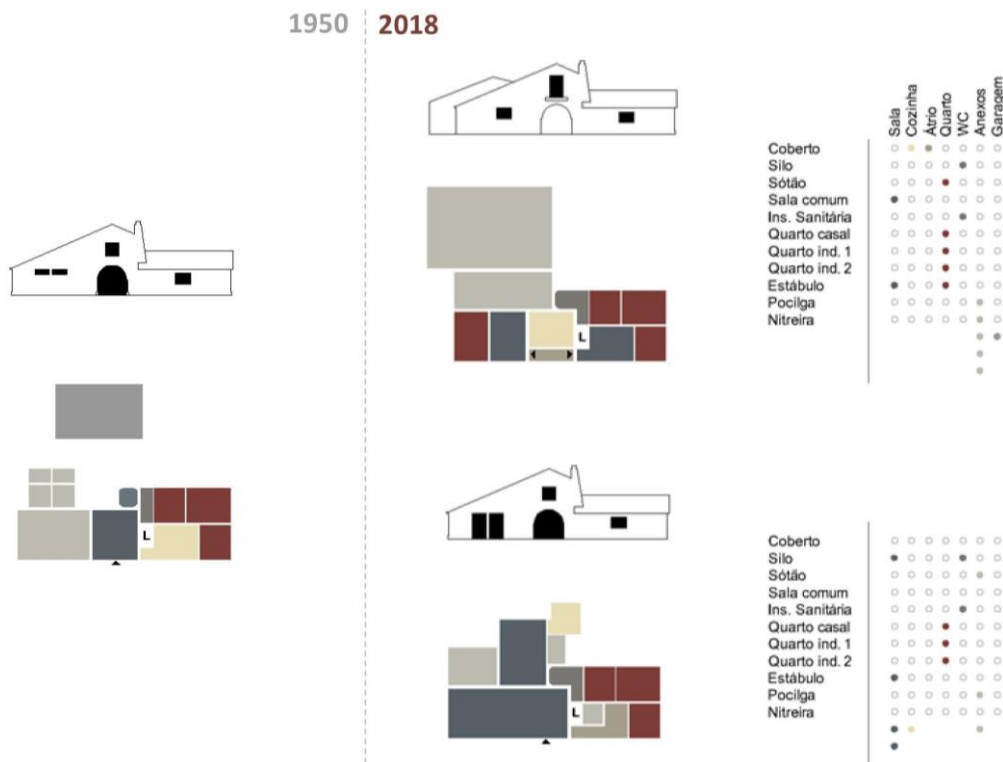 1950 2018
Sala Cozinha Átrio Quarto WC Anexos Garagem
Coberto
Silo
Sótão
Sala comum
Ins. Sanitária
Quarto casal
Quarto ind. 1
Quarto ind. 2
Estábulo
Pocilga
Nitreira
L
L
Coberto
Silo
Sótão
Sala comum
Ins. Sanitária
Quarto casal
Quarto ind. 1
Quarto ind. 2
Estábulo
Pocilga
Nitreira
L